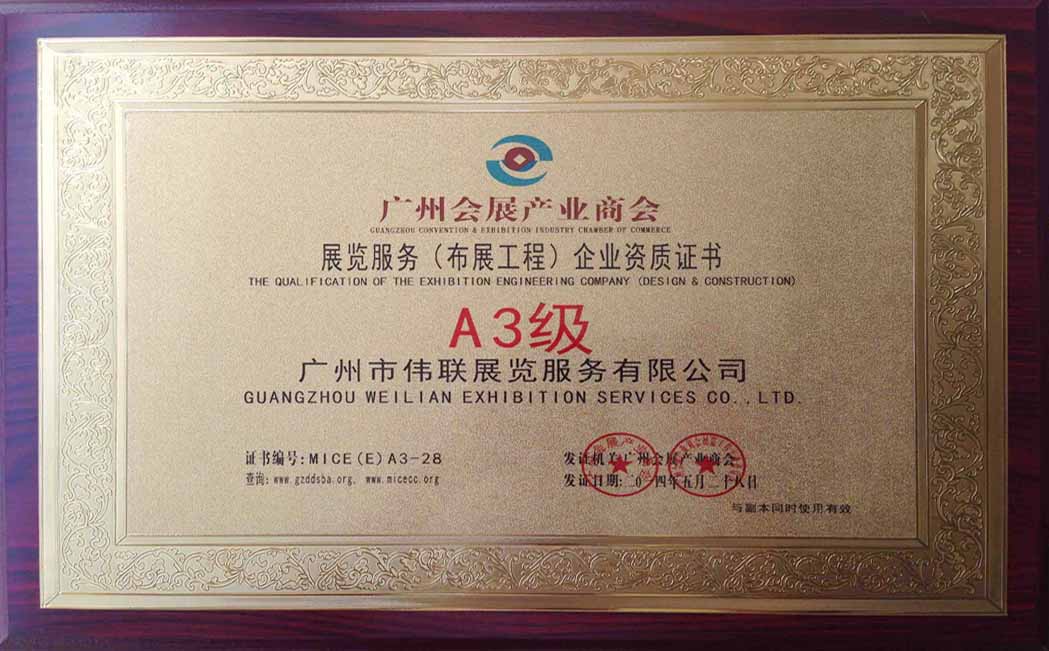 广州会展产业商会
GUANGZHOU CONVENTION & EIHIBITION INDUSTRY CHAMBER OF COMMERCE
展览服务（布展工程）企业资质证书
THE QUALIFICATION OF THE EXHIBITION ENGINEERING COMPANY (DESIGN & CONSTRUCTION)
A3级
广州市伟联展览服务有限公司
GUANGZHOU WEILIAN EXHIBITION SERVICES CO.,LTD.
证书编号:MICE(E)A3-28
查询:www.gzddsba.org, www.micecc.org
发证机关:广州会展产业商会
发证日期:二〇一四年五月二十八日
与副本同时使用有效